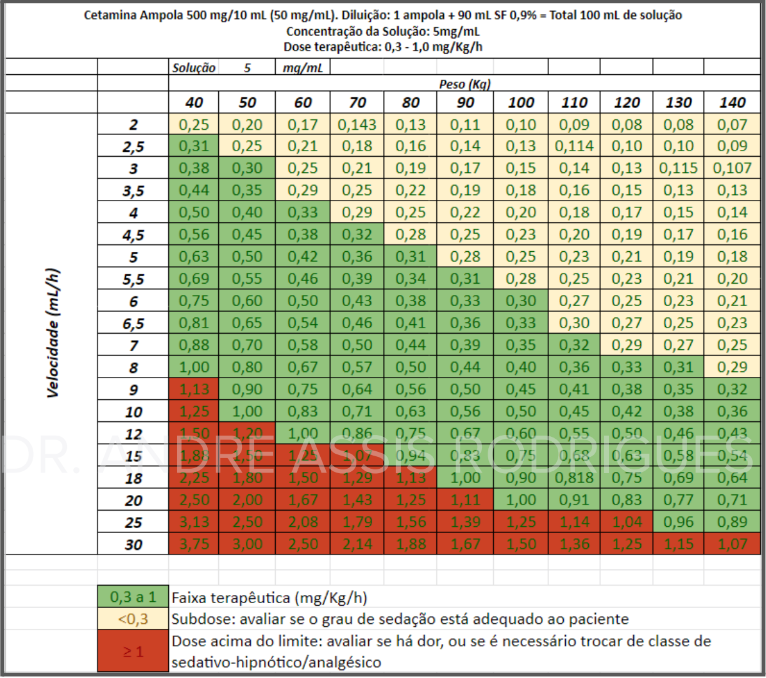 Cetamina Ampola 500 mg/10 mL (50 mg/mL). Diluição: 1 ampola + 90 mL SF 0,9% = Total 100 mL de solução
Concentração da Solução: 5mg/mL
Dose terapêutica: 0,3 - 1,0 mg/Kg/h
Solução 5 mg/mL
Peso (Kg)
40 50 60 70 80 90 100 110 120 130 140
Velocidade (mL/h)
2 0,25 0,20 0,17 0,143 0,13 0,11 0,10 0,09 0,08 0,08 0,07
2,5 0,31 0,25 0,21 0,18 0,16 0,14 0,13 0,114 0,10 0,10 0,09
3 0,38 0,30 0,25 0,21 0,19 0,17 0,15 0,14 0,13 0,115 0,107
3,5 0,44 0,35 0,29 0,25 0,22 0,19 0,18 0,16 0,15 0,13 0,13
4 0,50 0,40 0,33 0,29 0,25 0,22 0,20 0,18 0,17 0,15 0,14
4,5 0,56 0,45 0,38 0,32 0,28 0,25 0,23 0,20 0,19 0,17 0,16
5 0,63 0,50 0,42 0,36 0,31 0,28 0,25 0,23 0,21 0,19 0,18
5,5 0,69 0,55 0,46 0,39 0,34 0,31 0,28 0,25 0,23 0,21 0,20
6 0,75 0,60 0,50 0,43 0,38 0,33 0,30 0,27 0,25 0,23 0,21
6,5 0,81 0,65 0,54 0,46 0,41 0,36 0,33 0,30 0,27 0,25 0,23
7 0,88 0,70 0,58 0,50 0,44 0,39 0,35 0,32 0,29 0,27 0,25
8 1,00 0,80 0,67 0,57 0,50 0,44 0,40 0,36 0,33 0,31 0,29
9 1,13 0,90 0,75 0,64 0,56 0,50 0,45 0,41 0,38 0,35 0,32
10 1,25 1,00 0,83 0,71 0,63 0,56 0,50 0,45 0,42 0,38 0,36
12 1,50 1,20 1,00 0,86 0,75 0,67 0,60 0,55 0,50 0,46 0,43
DR. ANDRE ASSIS RODRIGUES
15 1,88 1,50 1,25 1,07 0,94 0,83 0,75 0,68 0,63 0,58 0,54
18 2,25 1,80 1,50 1,29 1,13 1,00 0,90 0,818 0,75 0,69 0,64
20 2,50 2,00 1,67 1,43 1,25 1,11 1,00 0,91 0,83 0,77 0,71
25 3,13 2,50 2,08 1,79 1,56 1,39 1,25 1,14 1,04 0,96 0,89
30 3,75 3,00 2,50 2,14 1,88 1,67 1,50 1,36 1,25 1,15 1,07
0,3 a 1 Faixa terapêutica (mg/Kg/h)
<0,3 Subdose: avaliar se o grau de sedação está adequado ao paciente
≥ 1 Dose acima do limite: avaliar se há dor, ou se é necessário trocar de classe de
sedativo-hipnótico/analgésico